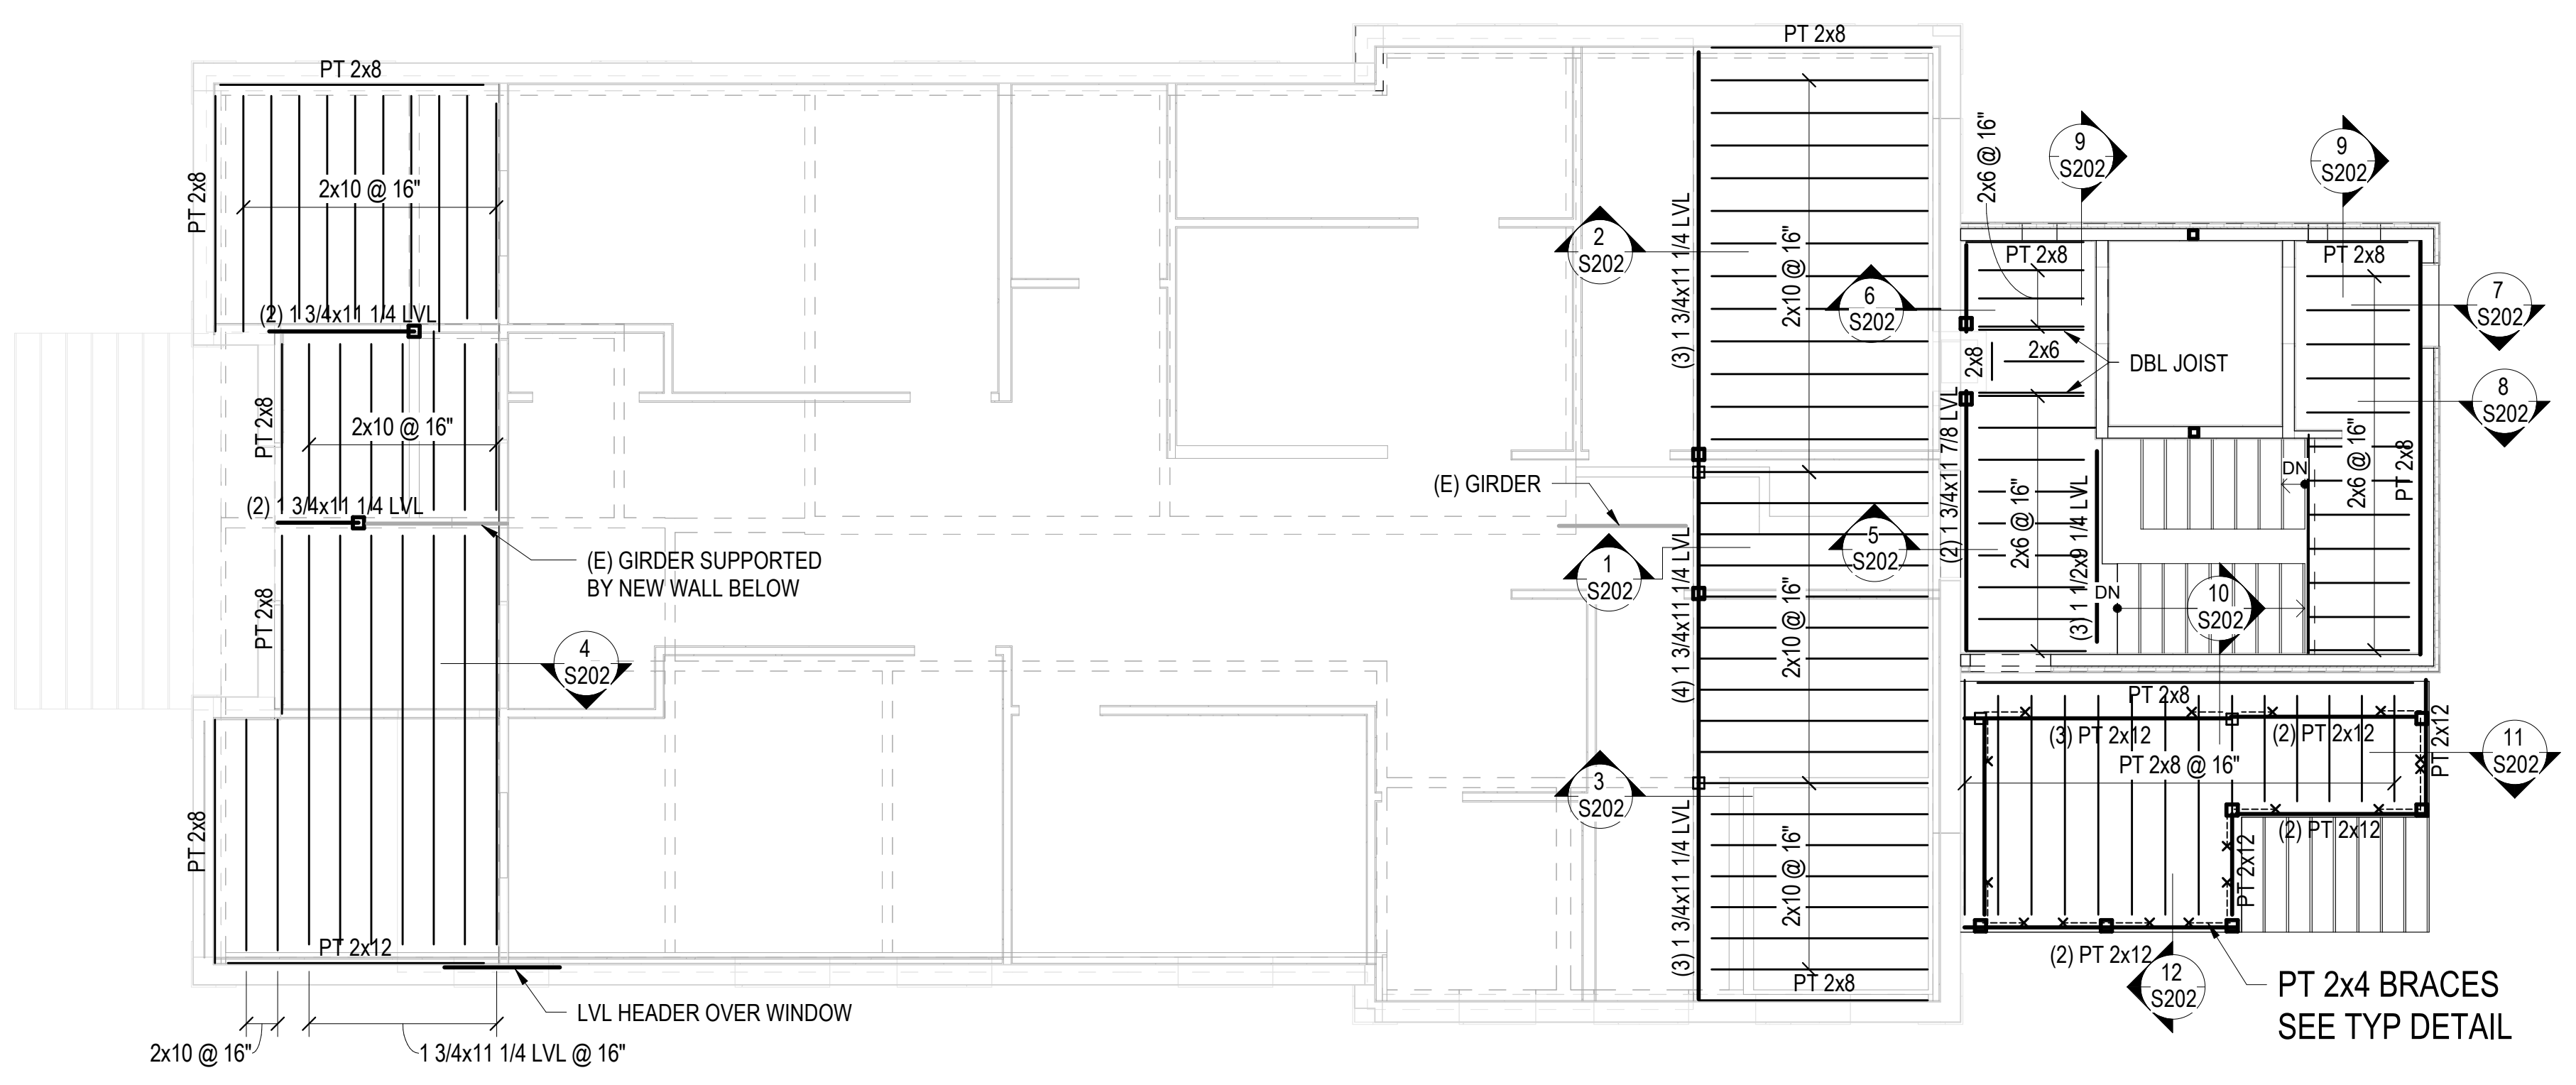 PT 2x8
PT 2x8
2x10 @ 16"
(2) 1 3/4x11 1/4 LVL
PT 2x8
2x10 @ 16"
(2) 1 3/4x11 1/4 LVL
(E) GIRDER SUPPORTED
BY NEW WALL BELOW
PT 2x8
4
S202
PT 2x8
PT 2x12
LVL HEADER OVER WINDOW
2x10 @ 16"
1 3/4x11 1/4 LVL @ 16"
PT 2x8
(3) 1 3/4x11 1/4 LVL
2
S202
2x10 @ 16"
6
S202
(E) GIRDER
1
S202
(4) 1 3/4x11 1/4 LVL
5
S202
2x10 @ 16"
3
S202
(3) 1 3/4x11 1/4 LVL
2x10 @ 16"
PT 2x8
2x6 @ 16"
9
S202
9
S202
PT 2x8
PT 2x8
7
S202
2x8
2x6
DBL JOIST
8
S202
(2) 1 3/4x11 7/8 LVL
2x6 @ 16"
(3) 1 1/2x9 1/4 LVL
DN
2x6 @ 16"
PT 2x8
DN
10
S202
PT 2x8
(3) PT 2x12
(2) PT 2x12
PT 2x12
11
S202
PT 2x8 @ 16"
(2) PT 2x12
PT 2x12
(2) PT 2x12
12
S202
PT 2x4 BRACES
SEE TYP DETAIL